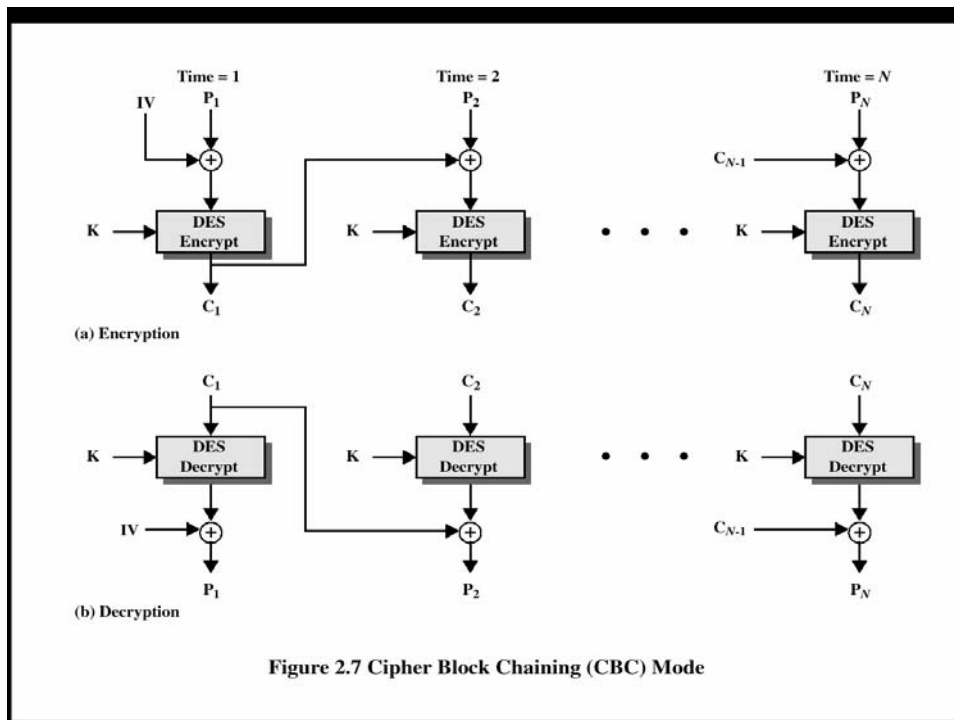 Time = 1 Time = 2 Time = N
IV P1 P2 PN
CN-1
K DES Encrypt K DES Encrypt • • • K DES Encrypt
C1 C2 CN
(a) Encryption
C1 C2 CN
K DES Decrypt K DES Decrypt • • • K DES Decrypt
IV CN-1
P1 P2 PN
(b) Decryption
Figure 2.7 Cipher Block Chaining (CBC) Mode